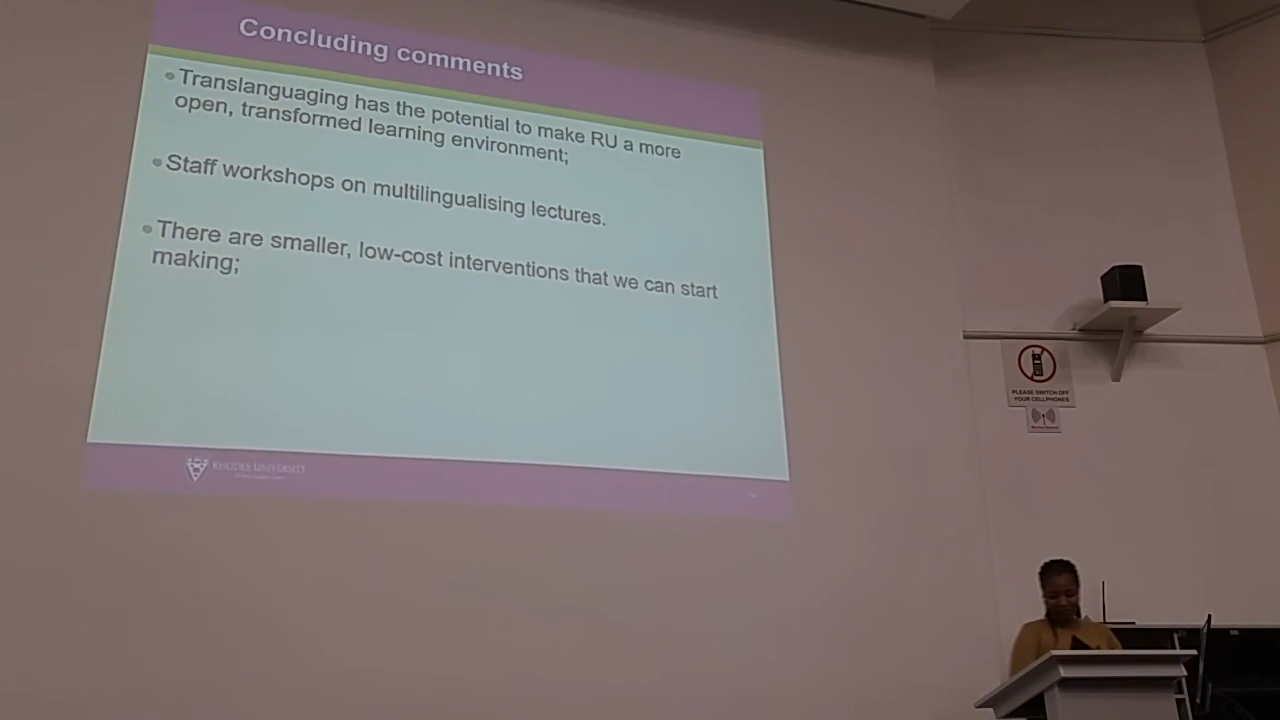 Concluding comments
Translanguaging has the potential to make RU a more
open, transformed learning environment;
Staff workshops on multilingualising lectures.
There are smaller, low-cost interventions that we can start
making;
RHODES UNIVERSITY
PLEASE SWITCH OFF
YOUR CELLPHONES